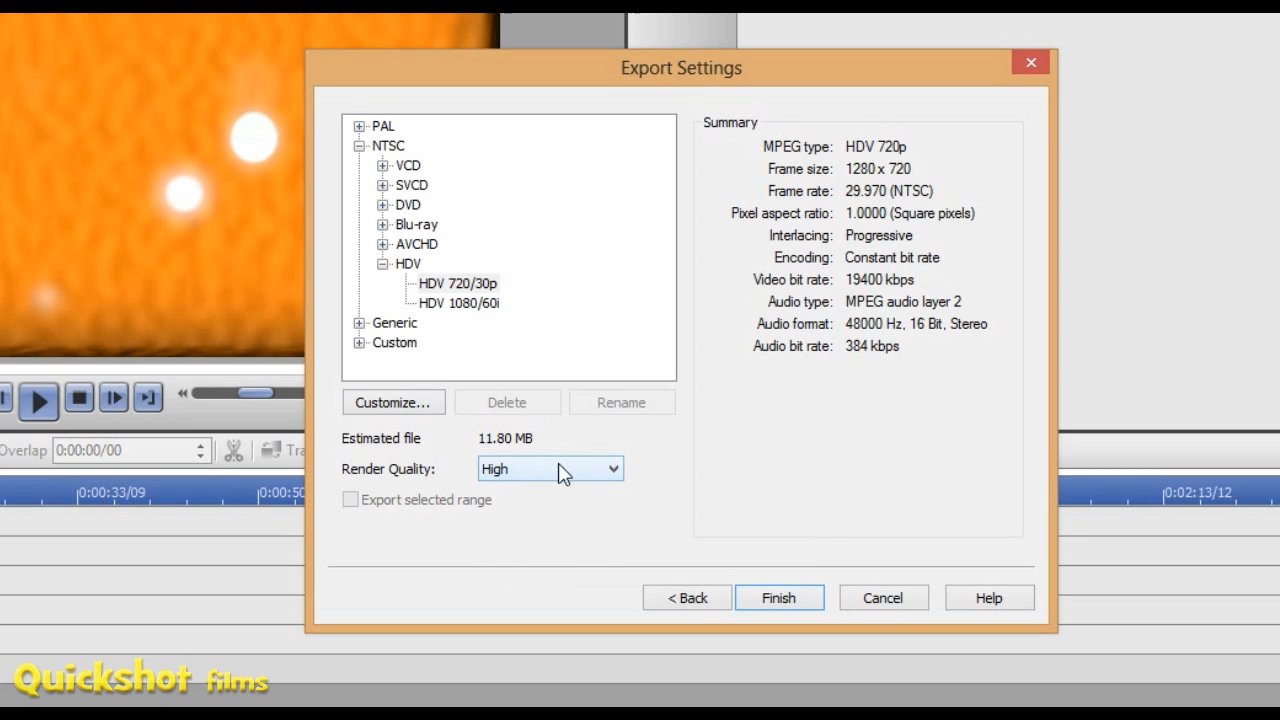 Export Settings
PAL
NTSC
VCD
SVCD
DVD
Blu-ray
AVCHD
HDV
HDV 720/30p
HDV 1080/60i
Generic
Custom
Customize...
Delete
Rename
Estimated file 11.80 MB
Render Quality: High
Export selected range
Summary
MPEG type: HDV 720p
Frame size: 1280 x 720
Frame rate: 29.970 (NTSC)
Pixel aspect ratio: 1.0000 (Square pixels)
Interlacing: Progressive
Encoding: Constant bit rate
Video bit rate: 19400 kbps
Audio type: MPEG audio layer 2
Audio format: 48000 Hz, 16 Bit, Stereo
Audio bit rate: 384 kbps
< Back
Finish
Cancel
Help
Overlap 0:00:00/00
Tra
0:00:33/09
0:00:50
0:02:13/12
Quickshot films